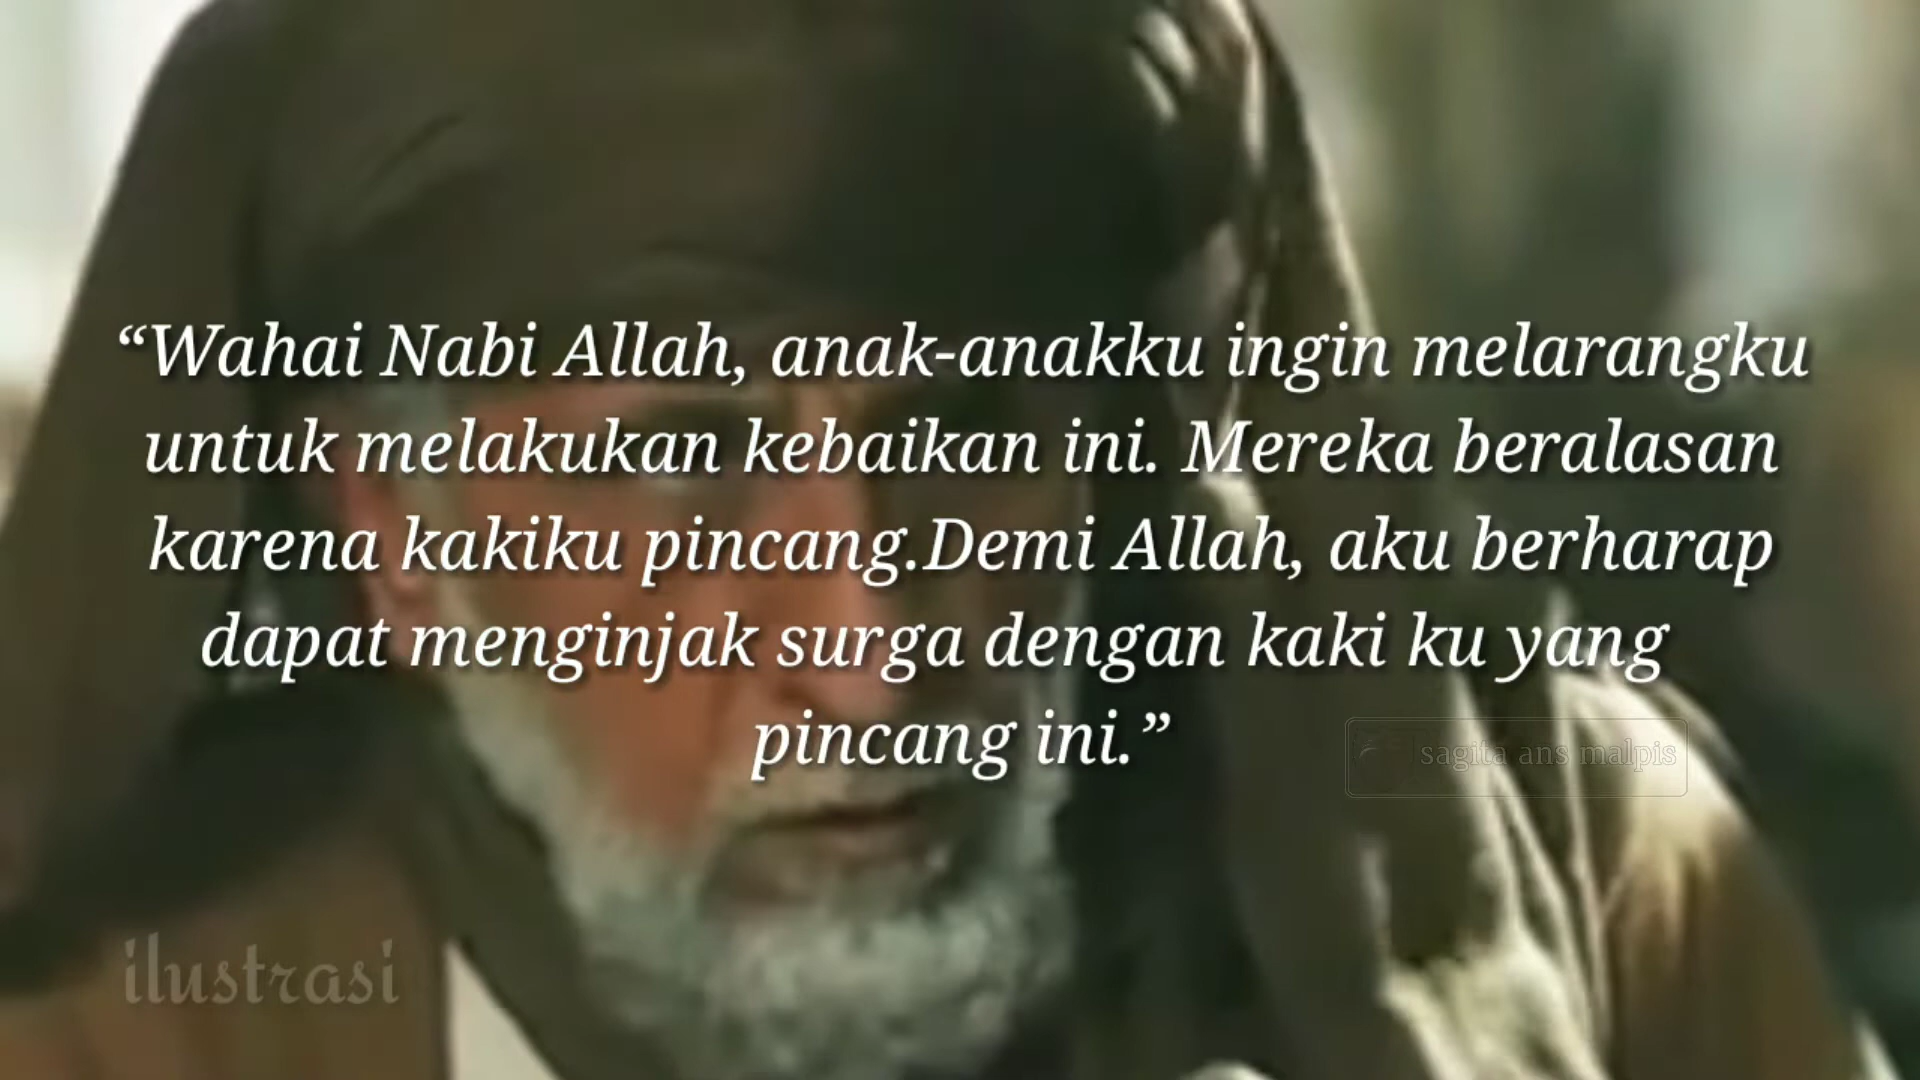 “Wahai Nabi Allah, anak-anakku ingin melarangku
untuk melakukan kebaikan ini. Mereka beralasan
karena kakiku pincang.Demi Allah, aku berharap
dapat menginjak surga dengan kaki ku yang
pincang ini.”
sagita ans malpis
ilustrasi